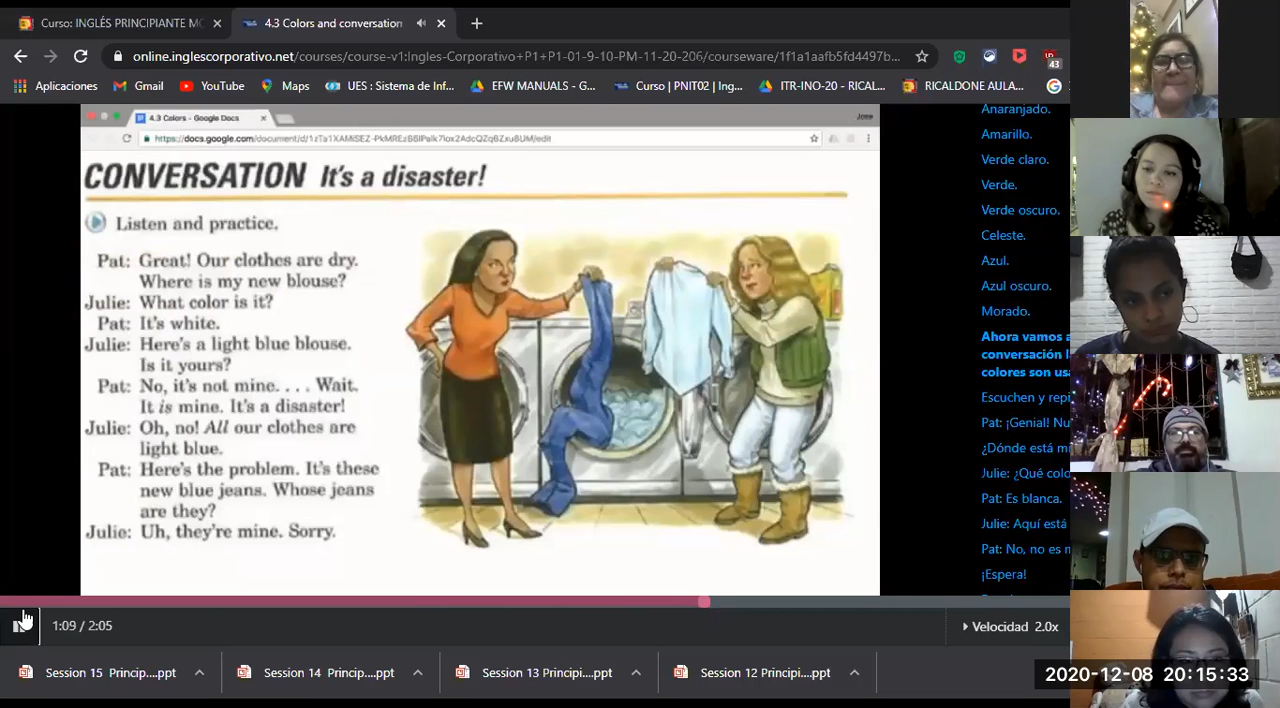 Curso: INGLÉS PRINCIPIANTE MO
4.3 Colors and conversation
online.inglescorporativo.net/courses/course-v1:Ingles-Corporativo+P1+P1-01-9-10-PM-11-20-206/courseware/1f1a1aafb5fd4497b...
43
Aplicaciones
Gmail
YouTube
Maps
UES : Sistema de Inf...
EFW MANUALS - G...
Curso | PNIT02 | Ing...
ITR-INO-20 - RICAL...
RICALDONE AULA...
4.3 Colors - Google Docs
CONVERSATION It's a disaster!
Listen and practice.
Pat: Great! Our clothes are dry.
Where is my new blouse?
Julie: What color is it?
Pat: It's white.
Julie: Here's a light blue blouse.
Is it yours?
Pat: No, it's not mine. . . . Wait.
It is mine. It's a disaster!
Julie: Oh, no! All our clothes are
light blue.
Pat: Here's the problem. It's these
new blue jeans. Whose jeans
are they?
Julie: Uh, they're mine. Sorry.
Anaranjado.
Amarillo.
Verde claro.
Verde.
Verde oscuro.
Celeste.
Azul.
Azul oscuro.
Morado.
Ahora vamos a
conversación l
colores son usa
Escuchen y repi
Pat: ¡Genial! Nu
¿Dónde está m
Julie: ¿Qué colo
Pat: Es blanca.
Julie: Aquí está
Pat: No, no es m
¡Espera!
1:09 / 2:05
Velocidad 2.0x
Session 15 Princip....ppt
Session 14 Princip....ppt
Session 13 Principi....ppt
Session 12 Principi....ppt
2020-12-08 20:15:33